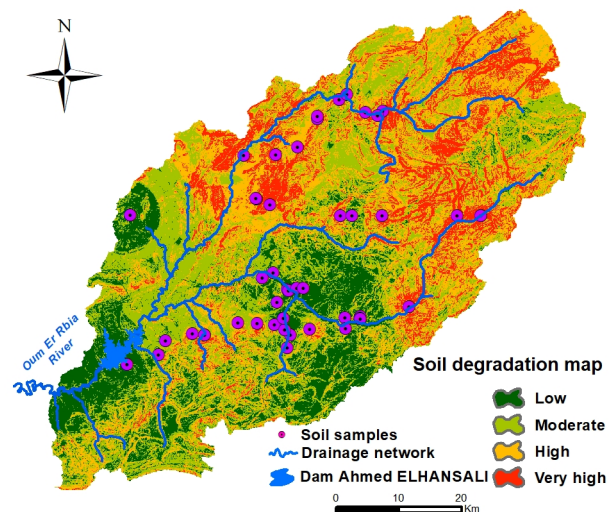 N
Oum Er Rbia
River
Soil degradation map
Low
Moderate
High
Very high
Soil samples
Drainage network
Dam Ahmed ELHANSALI
0 10 20
Km